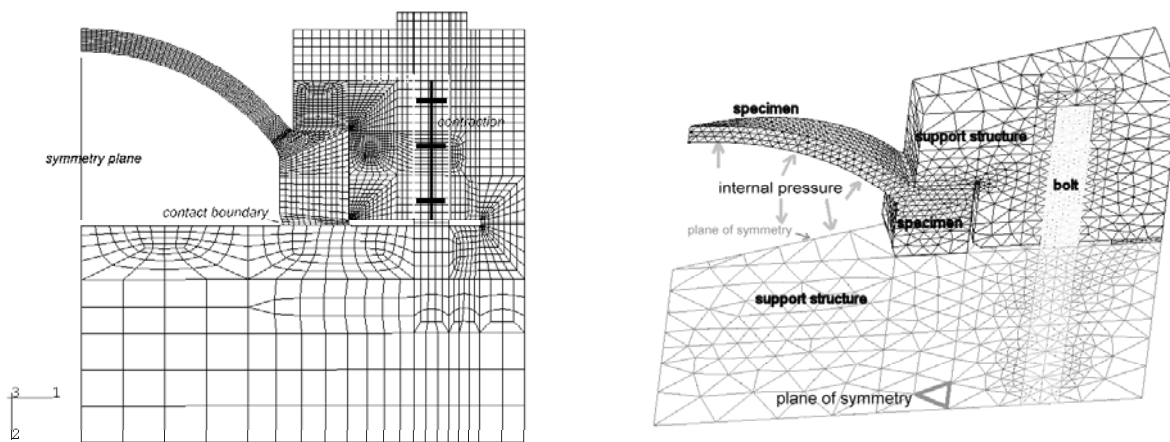 symmetry plane
contraction
contact boundary
3 1
2
specimen
support structure
internal pressure
bolt
plane of symmetry
specimen
support structure
plane of symmetry